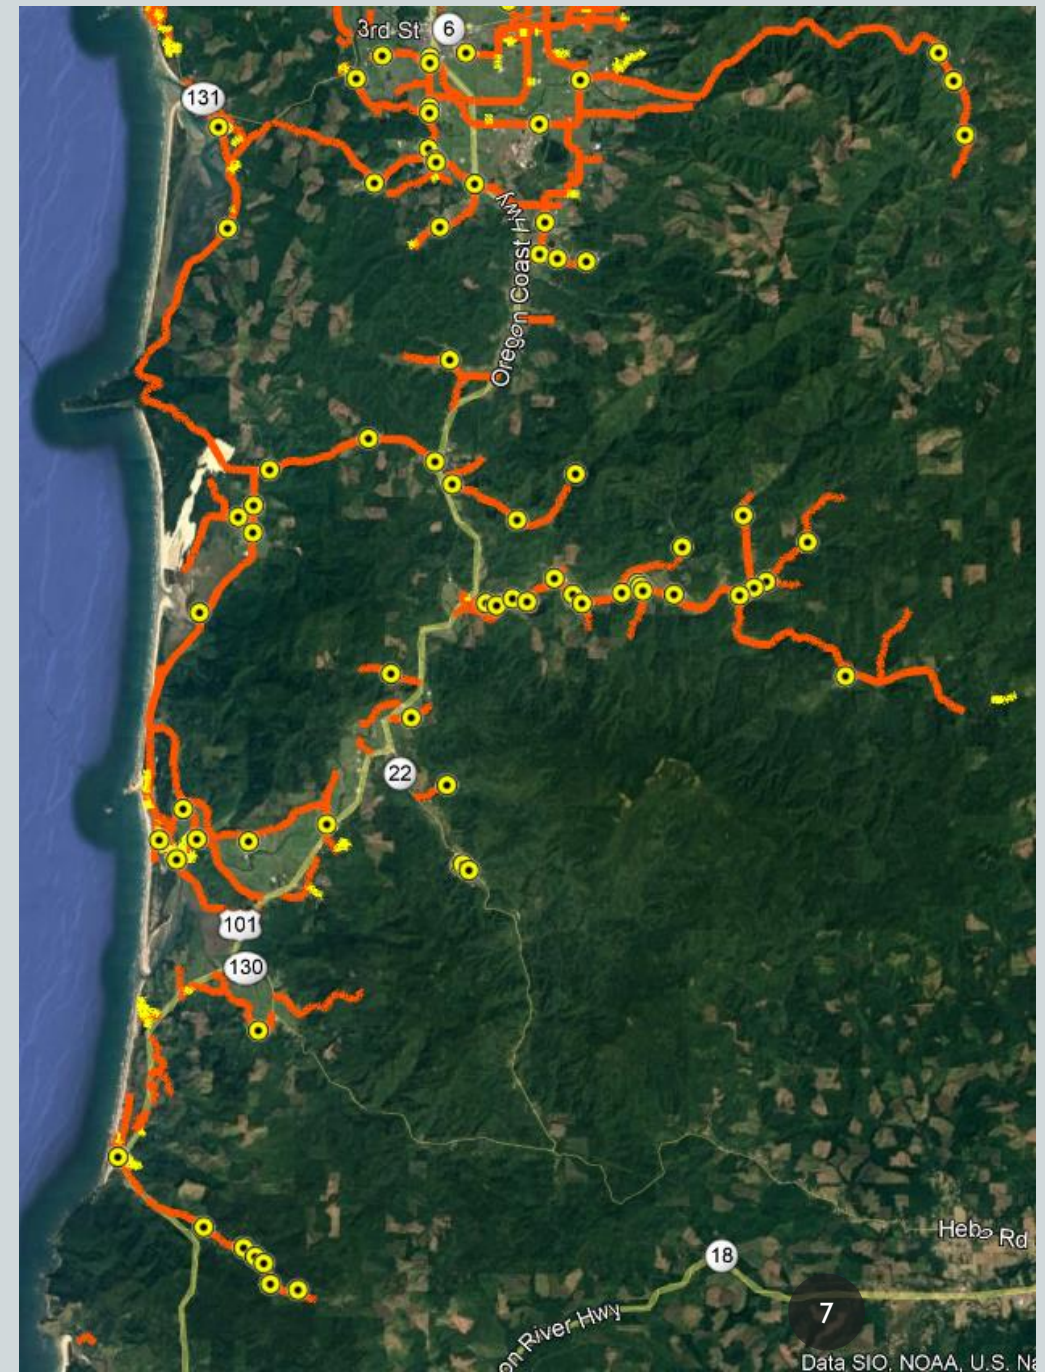 3rd St
6
131
Oregon Coast Hwy
22
101
130
Hebo Rd
18
7
on River Hwy
Data SIO, NOAA, U.S. Na